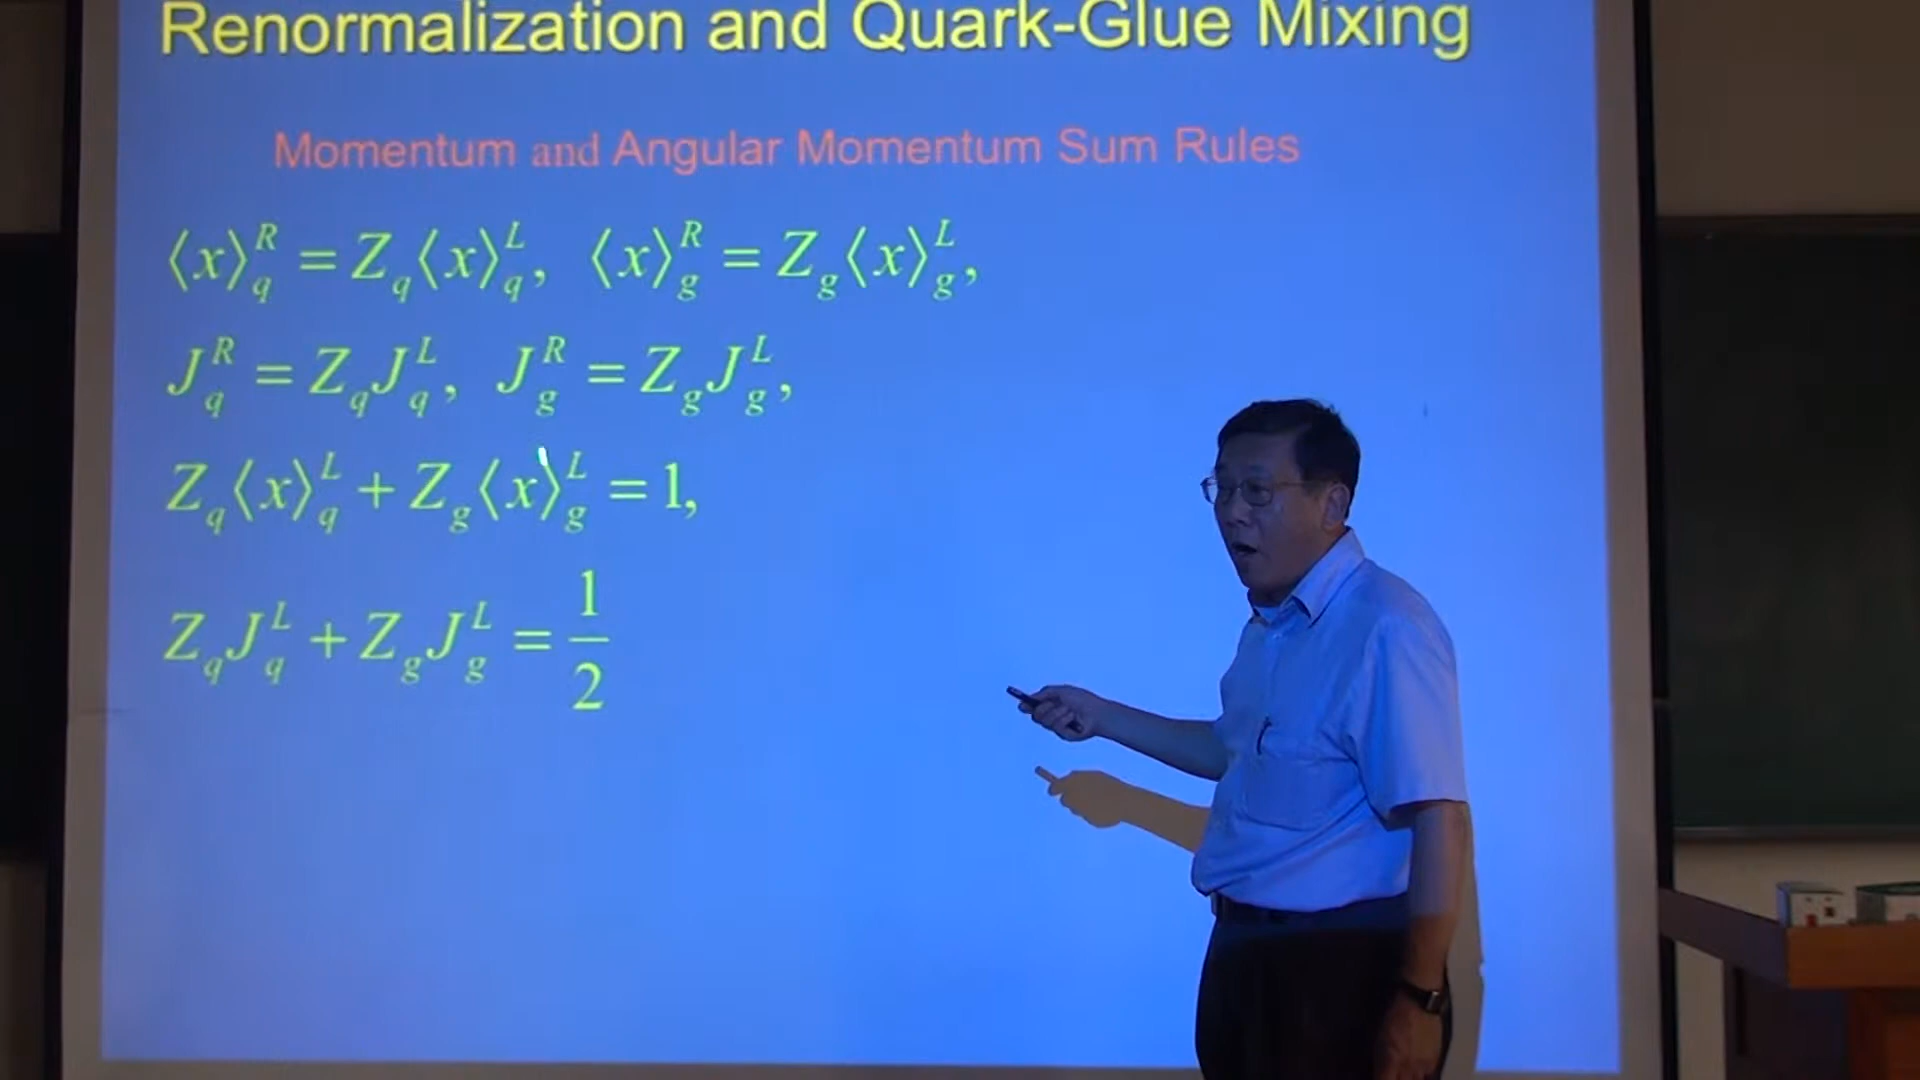 Renormalization and Quark-Glue Mixing
Momentum and Angular Momentum Sum Rules
⟨x⟩_q^R = Z_q⟨x⟩_q^L, ⟨x⟩_g^R = Z_g⟨x⟩_g^L,
J_q^R = Z_q J_q^L, J_g^R = Z_g J_g^L,
Z_q⟨x⟩_q^L + Z_g⟨x⟩_g^L = 1,
Z_q J_q^L + Z_g J_g^L = 1/2